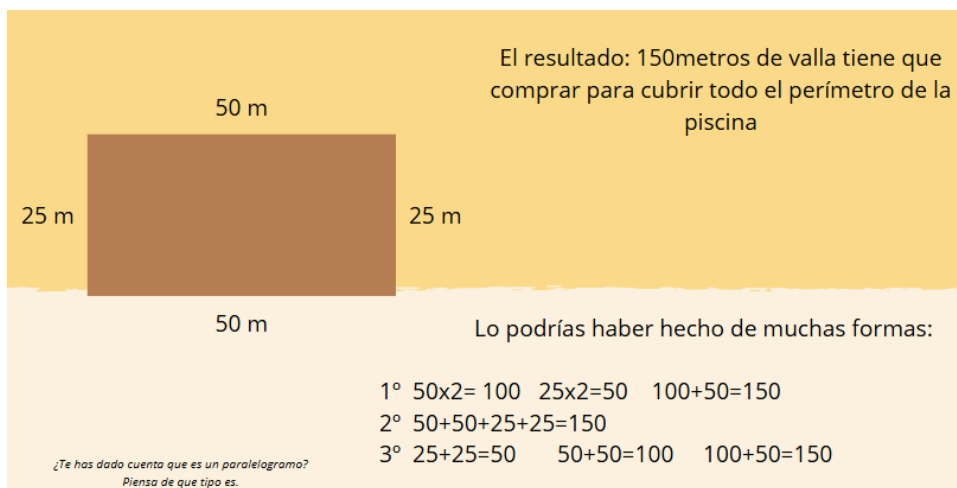 El resultado: 150metros de valla tiene que
comprar para cubrir todo el perímetro de la
piscina
50 m
25 m
25 m
50 m
Lo podrías haber hecho de muchas formas:
1º 50x2= 100 25x2=50 100+50=150
2º 50+50+25+25=150
3º 25+25=50 50+50=100 100+50=150
¿Te has dado cuenta que es un paralelogramo?
Piensa de que tipo es.